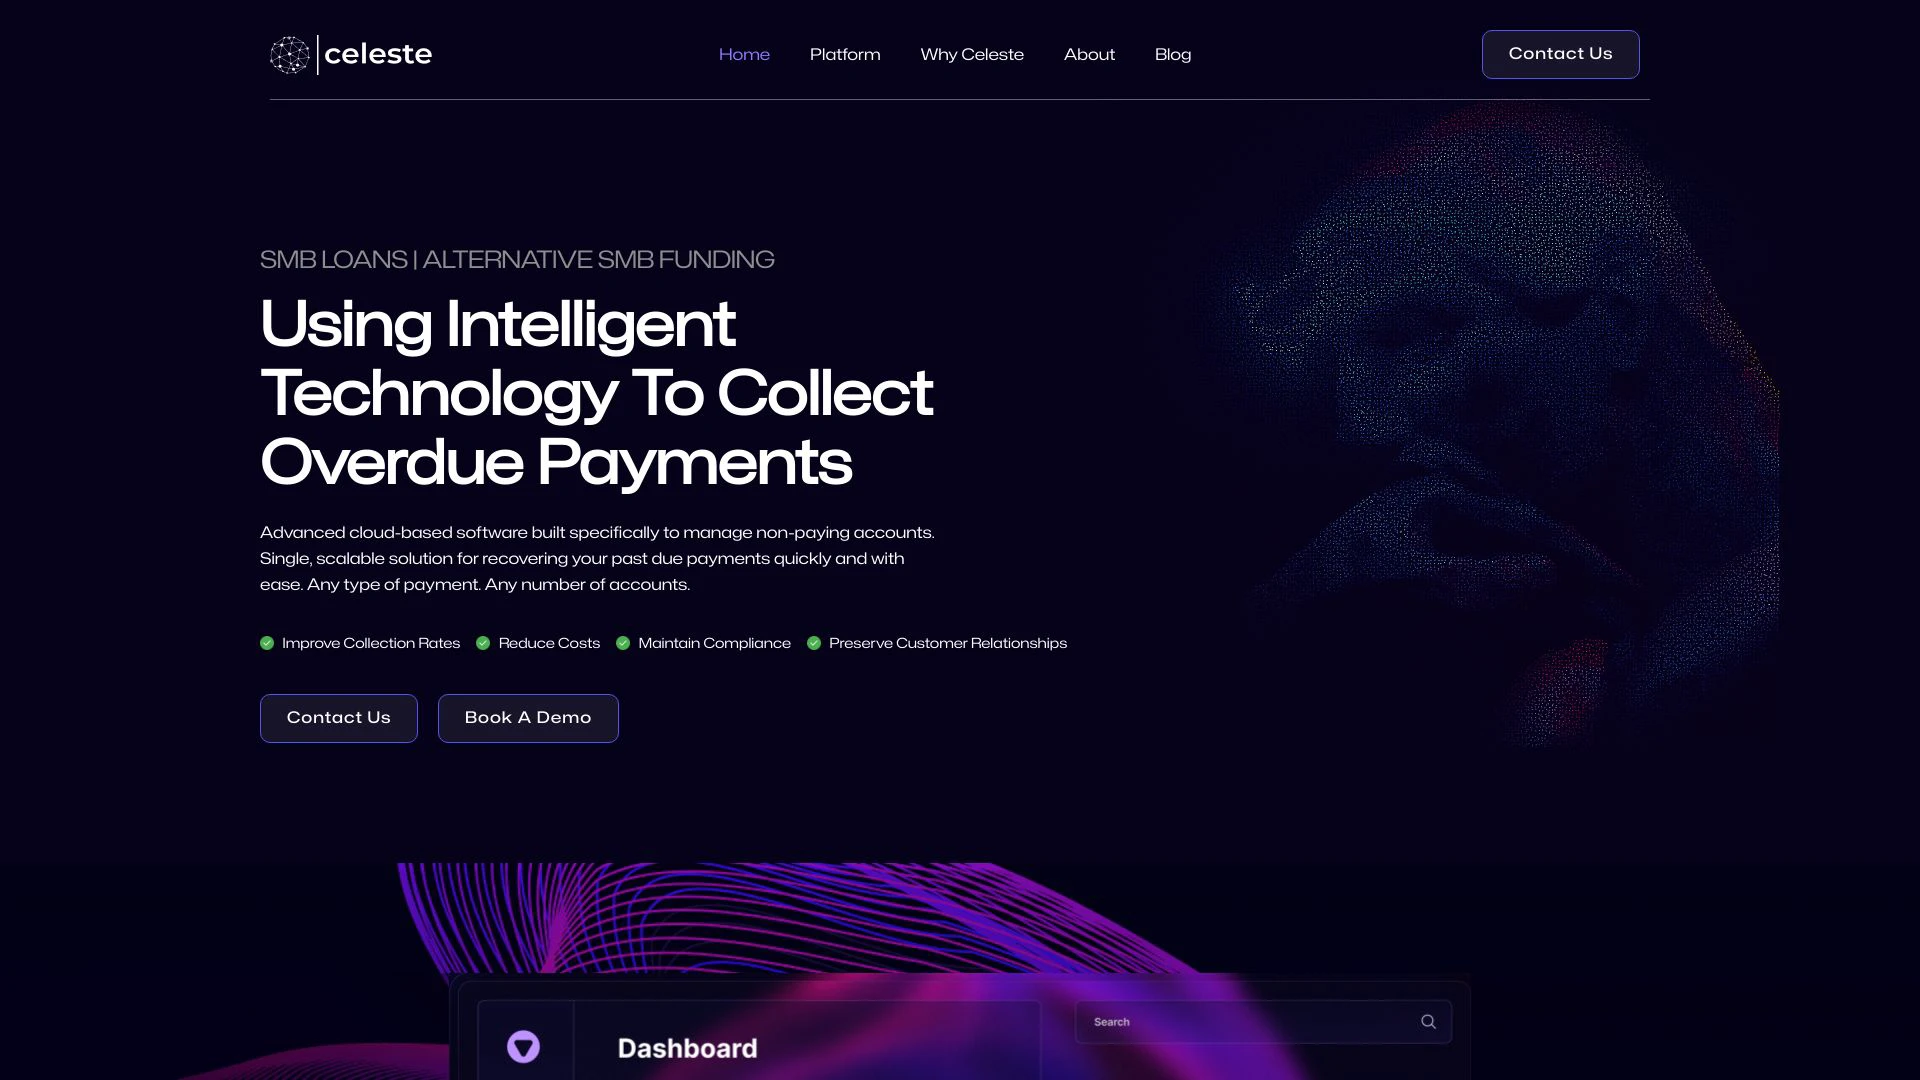 celeste
Home
Platform
Why Celeste
About
Blog
Contact Us
SMB LOANS | ALTERNATIVE SMB FUNDING
Using Intelligent
Technology To Collect
Overdue Payments
Advanced cloud-based software built specifically to manage non-paying accounts.
Single, scalable solution for recovering your past due payments quickly and with
ease. Any type of payment. Any number of accounts.
Improve Collection Rates
Reduce Costs
Maintain Compliance
Preserve Customer Relationships
Contact Us
Book A Demo
Search
Dashboard